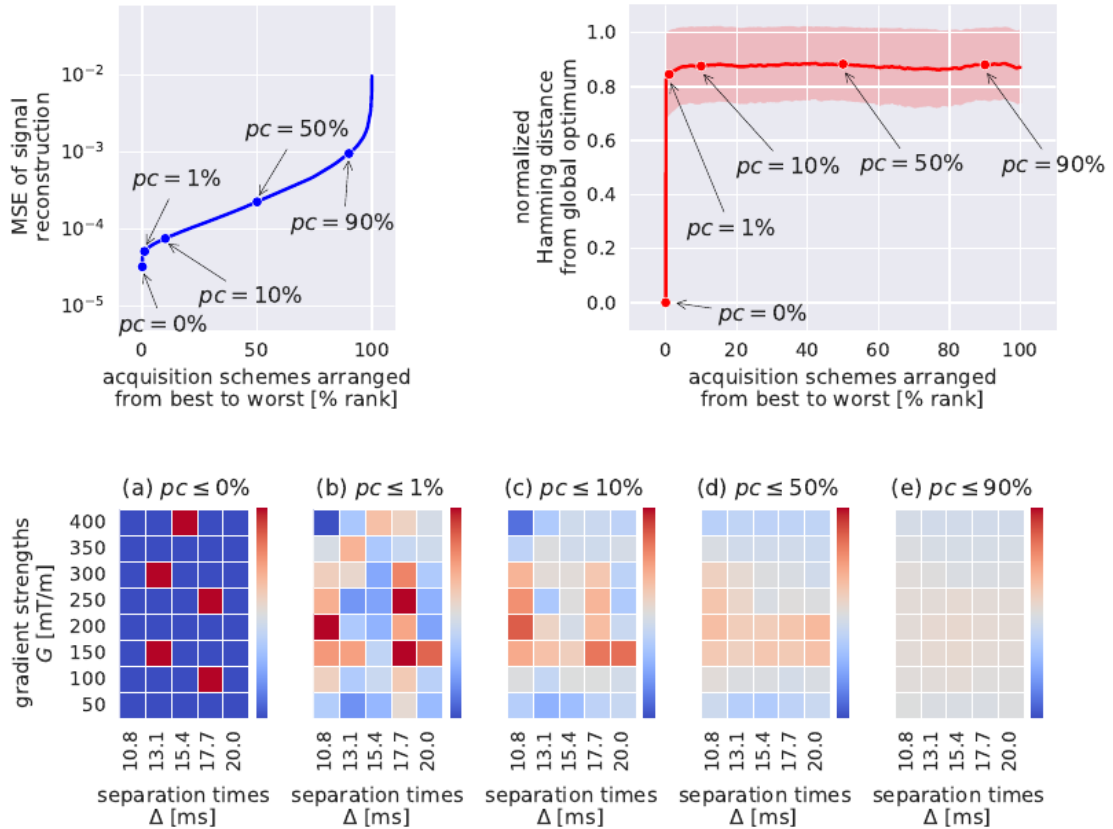 MSE of signal
reconstruction
10⁻²
10⁻³
10⁻⁴
10⁻⁵
pc = 1%
pc = 50%
pc = 90%
pc = 10%
pc = 0%
0
50
100
acquisition schemes arranged
from best to worst [% rank]
normalized
Hamming distance
from global optimum
1.0
0.8
0.6
0.4
0.2
0.0
pc = 10%
pc = 50%
pc = 90%
pc = 1%
pc = 0%
0
20
40
60
80
100
acquisition schemes arranged
from best to worst [% rank]
(a) pc ≤ 0%
(b) pc ≤ 1%
(c) pc ≤ 10%
(d) pc ≤ 50%
(e) pc ≤ 90%
gradient strengths
G [mT/m]
400
350
300
250
200
150
100
50
10.8
13.1
15.4
17.7
20.0
10.8
13.1
15.4
17.7
20.0
10.8
13.1
15.4
17.7
20.0
10.8
13.1
15.4
17.7
20.0
10.8
13.1
15.4
17.7
20.0
separation times
Δ [ms]
separation times
Δ [ms]
separation times
Δ [ms]
separation times
Δ [ms]
separation times
Δ [ms]